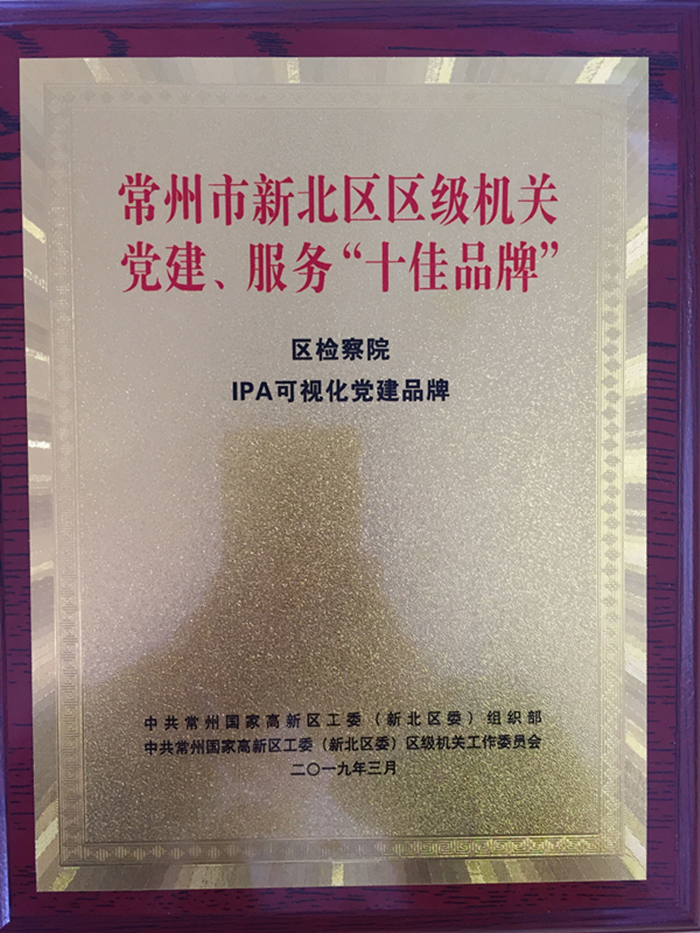 常州市新北区区级机关
党建、服务“十佳品牌”
区检察院
IPA可视化党建品牌
中共常州国家高新区工委（新北区委）组织部
中共常州国家高新区工委（新北区委）区级机关工作委员会
二〇一九年三月